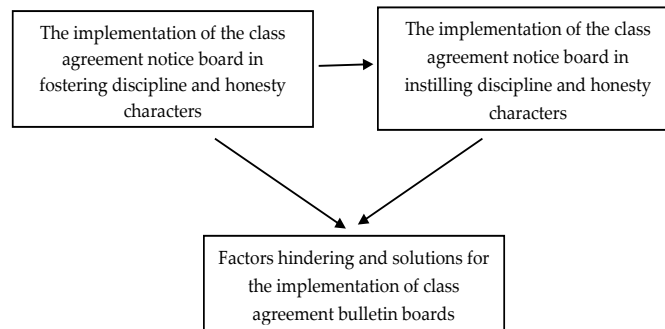 The implementation of the class
agreement notice board in
fostering discipline and honesty
characters
The implementation of the class
agreement notice board in
instilling discipline and honesty
characters
Factors hindering and solutions for
the implementation of class
agreement bulletin boards